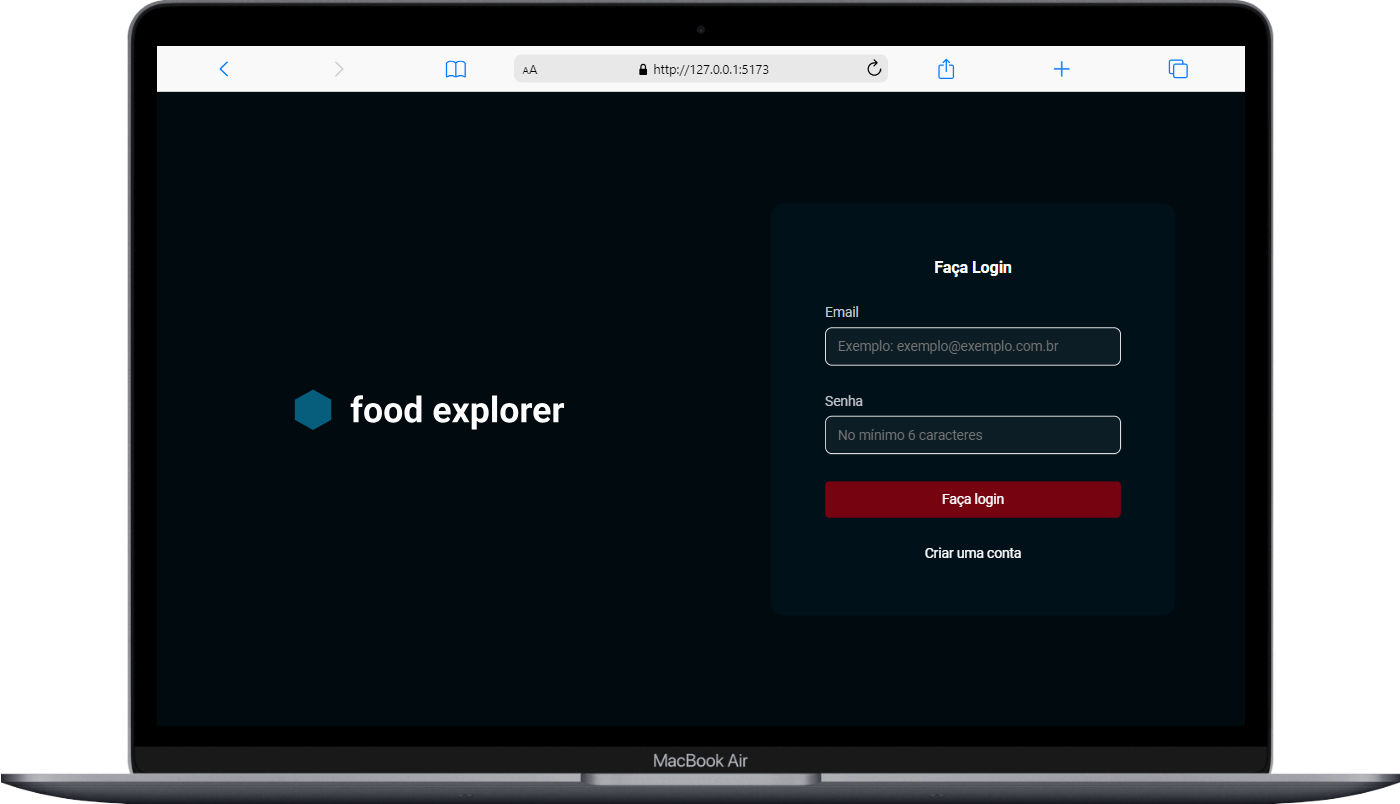 AA
http://127.0.0.1:5173
food explorer
Faça Login
Email
Exemplo: exemplo@exemplo.com.br
Senha
No mínimo 6 caracteres
Faça login
Criar uma conta
MacBook Air